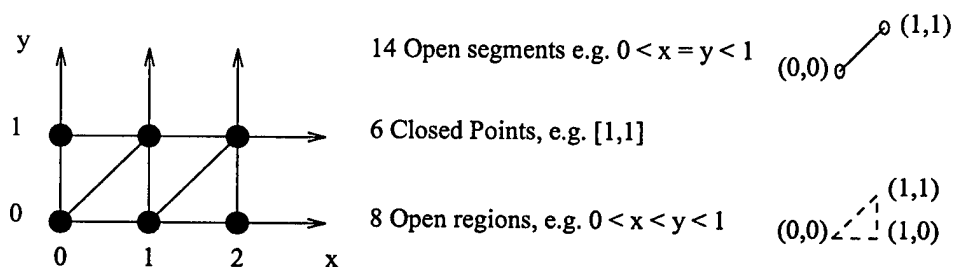 y
1
0
0 1 2 x
14 Open segments e.g. 0 < x = y < 1
(0,0) (1,1)
6 Closed Points, e.g. [1,1]
8 Open regions, e.g. 0 < x < y < 1
(1,1)
(0,0) (1,0)